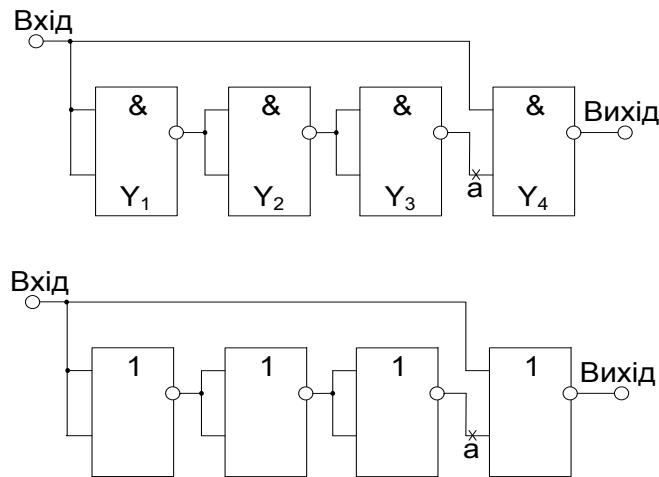 Вхід
& & & & Вихід
Y₁ Y₂ Y₃ a Y₄
Вхід
1 1 1 1 Вихід
a